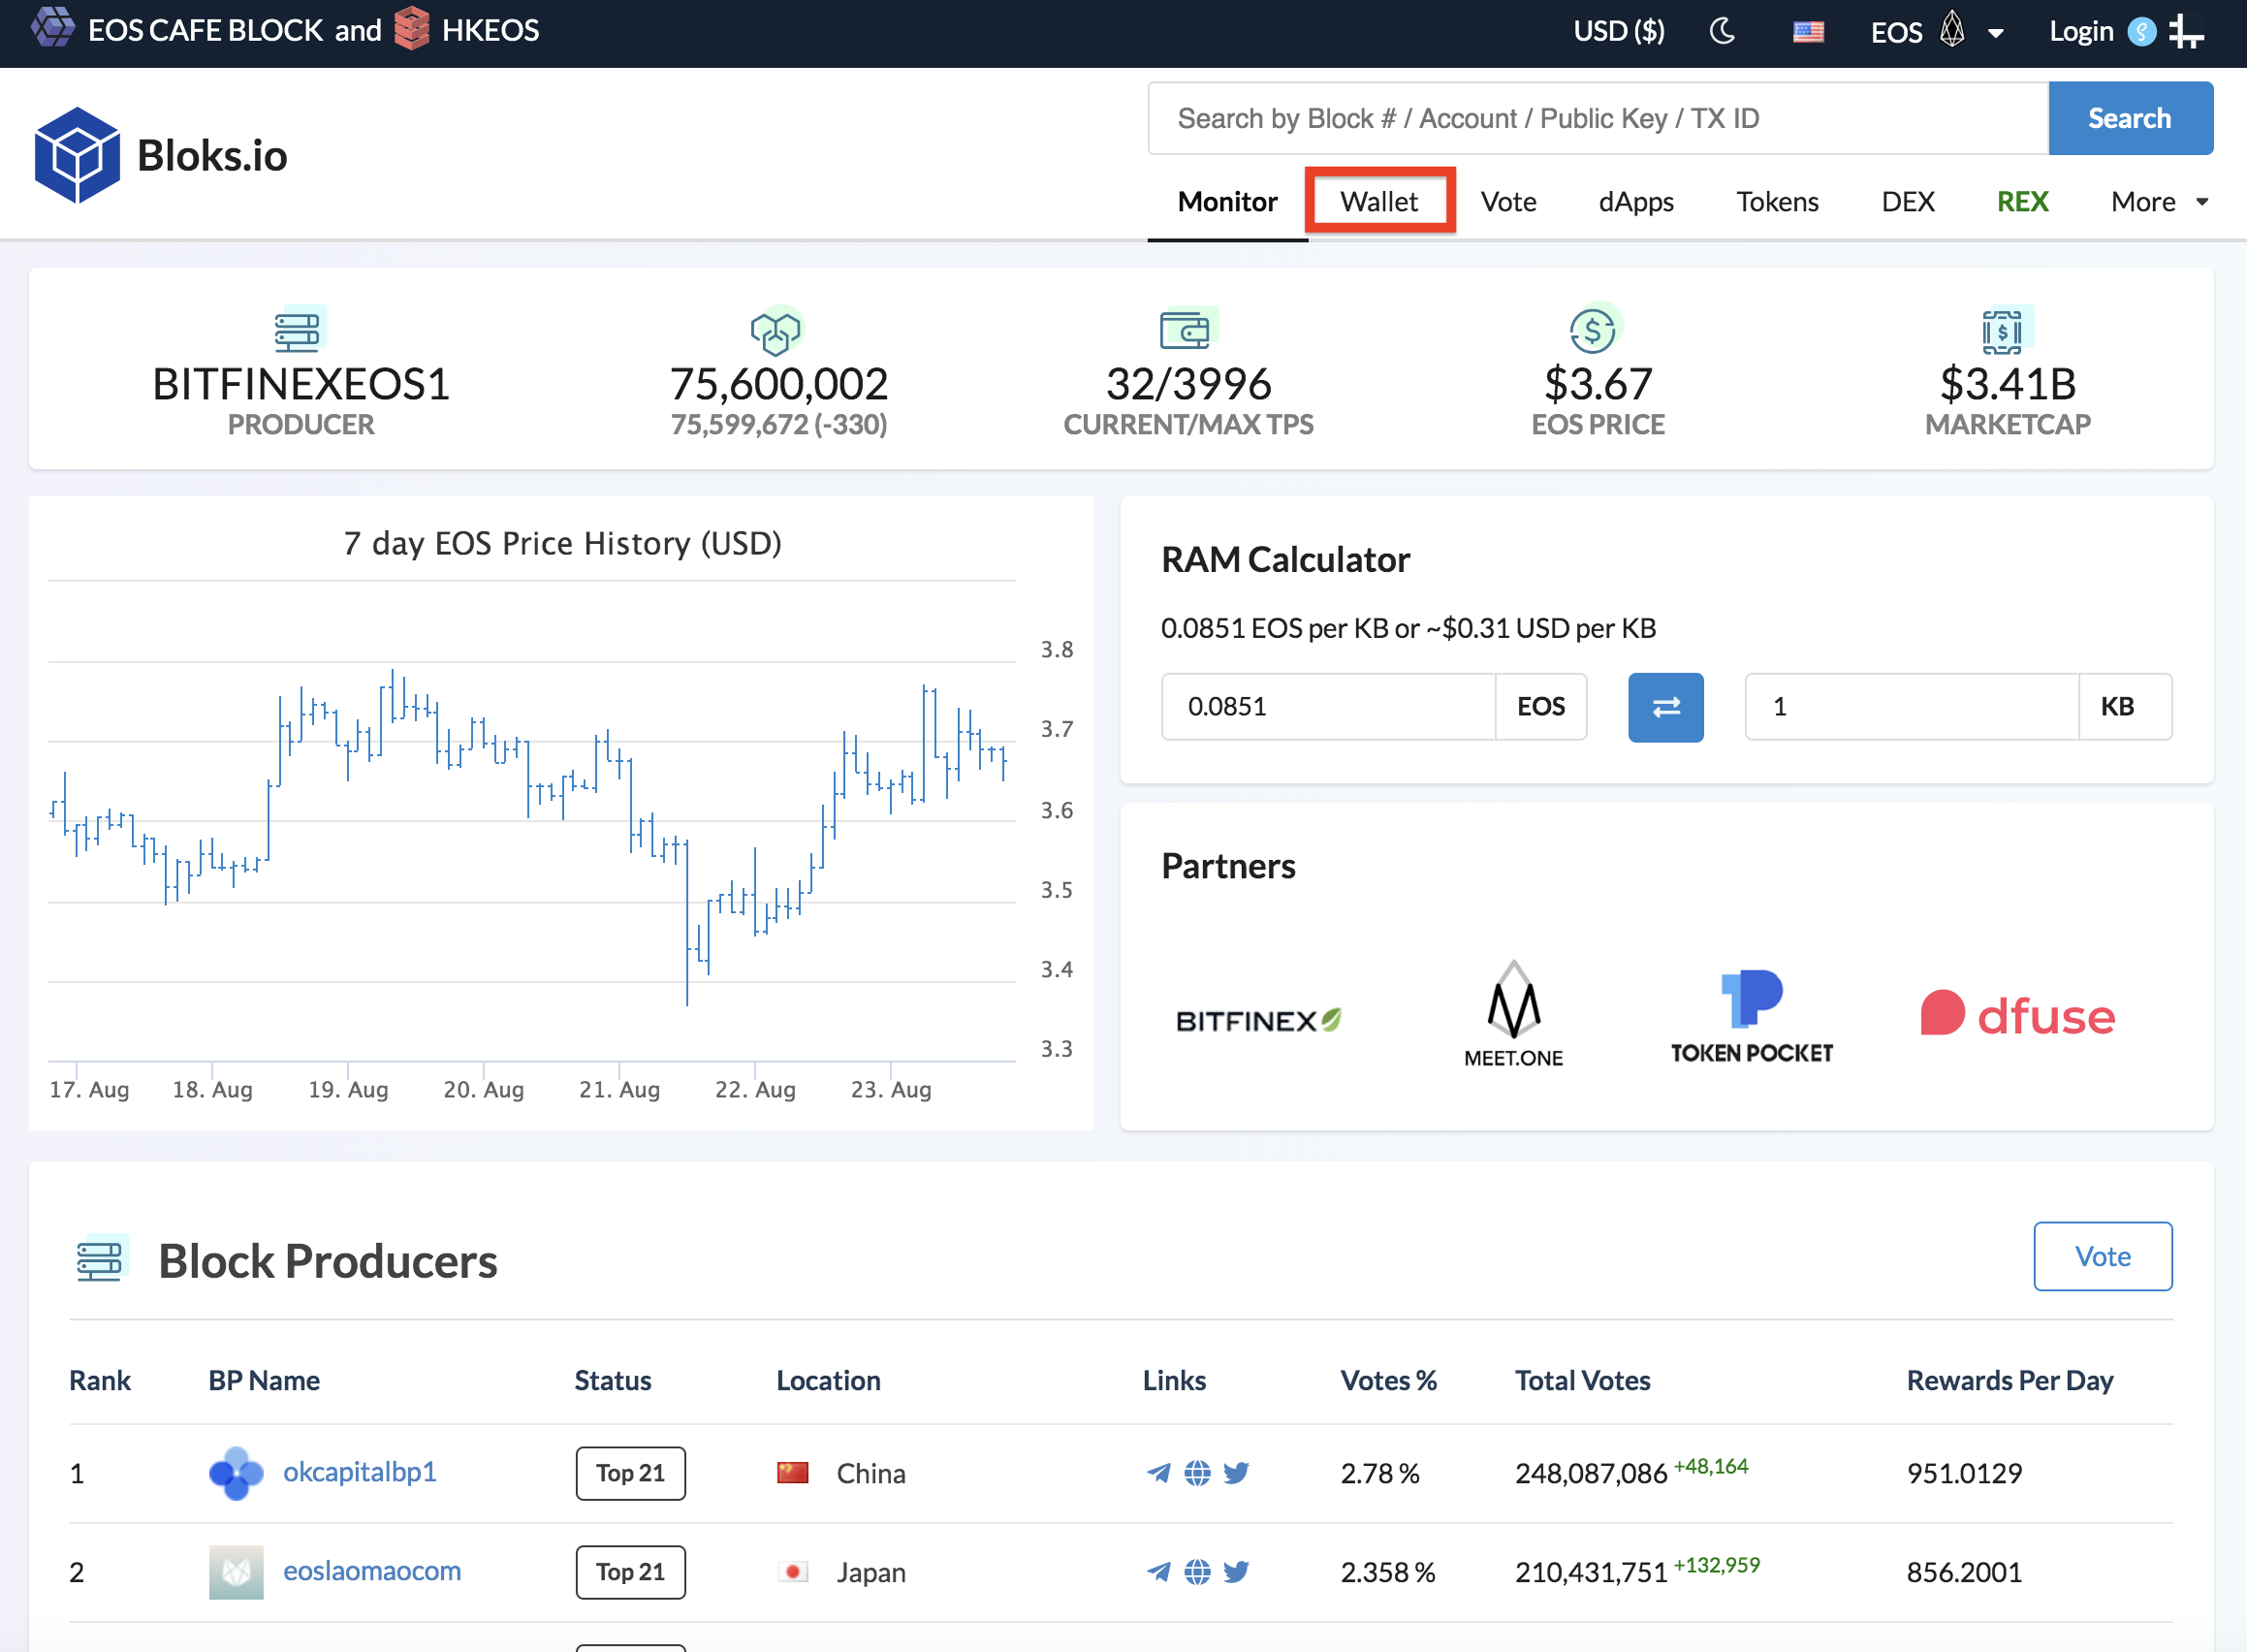 EOS CAFE BLOCK and HKEOS
USD ($) EOS Login
Bloks.io
Search by Block # / Account / Public Key / TX ID Search
Monitor Wallet Vote dApps Tokens DEX REX More
BITFINEXEOS1 75,600,002 32/3996 $3.67 $3.41B
PRODUCER 75,599,672 (-330) CURRENT/MAX TPS EOS PRICE MARKETCAP
7 day EOS Price History (USD)
3.8
3.7
3.6
3.5
3.4
3.3
17. Aug 18. Aug 19. Aug 20. Aug 21. Aug 22. Aug 23. Aug
RAM Calculator
0.0851 EOS per KB or ~$0.31 USD per KB
0.0851 EOS 1 KB
Partners
BITFINEX MEET.ONE TOKEN POCKET dfuse
Block Producers Vote
Rank BP Name Status Location Links Votes % Total Votes Rewards Per Day
1 okcapitalbp1 Top 21 China 2.78 % 248,087,086 +48,164 951.0129
2 eoslaomaocom Top 21 Japan 2.358 % 210,431,751 +132,959 856.2001